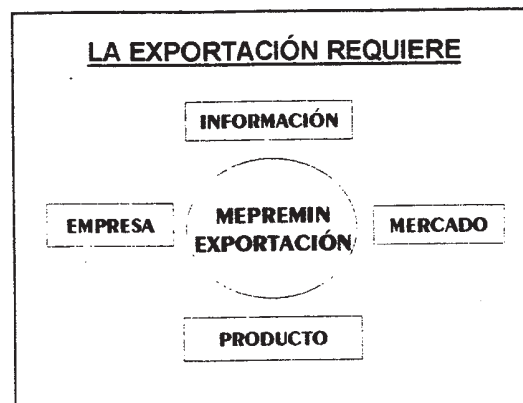 LA EXPORTACIÓN REQUIERE
INFORMACIÓN
EMPRESA
MEPREMIN
EXPORTACIÓN
MERCADO
PRODUCTO